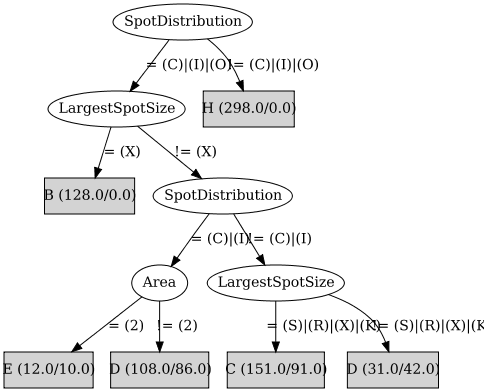 SpotDistribution
= (C)|(I)|(O)
!= (C)|(I)|(O)
LargestSpotSize
H (298.0/0.0)
= (X)
!= (X)
B (128.0/0.0)
SpotDistribution
= (C)|(I)
!= (C)|(I)
Area
LargestSpotSize
= (2)
!= (2)
= (S)|(R)|(X)|(K)
!= (S)|(R)|(X)|(K
E (12.0/10.0)
D (108.0/86.0)
C (151.0/91.0)
D (31.0/42.0)